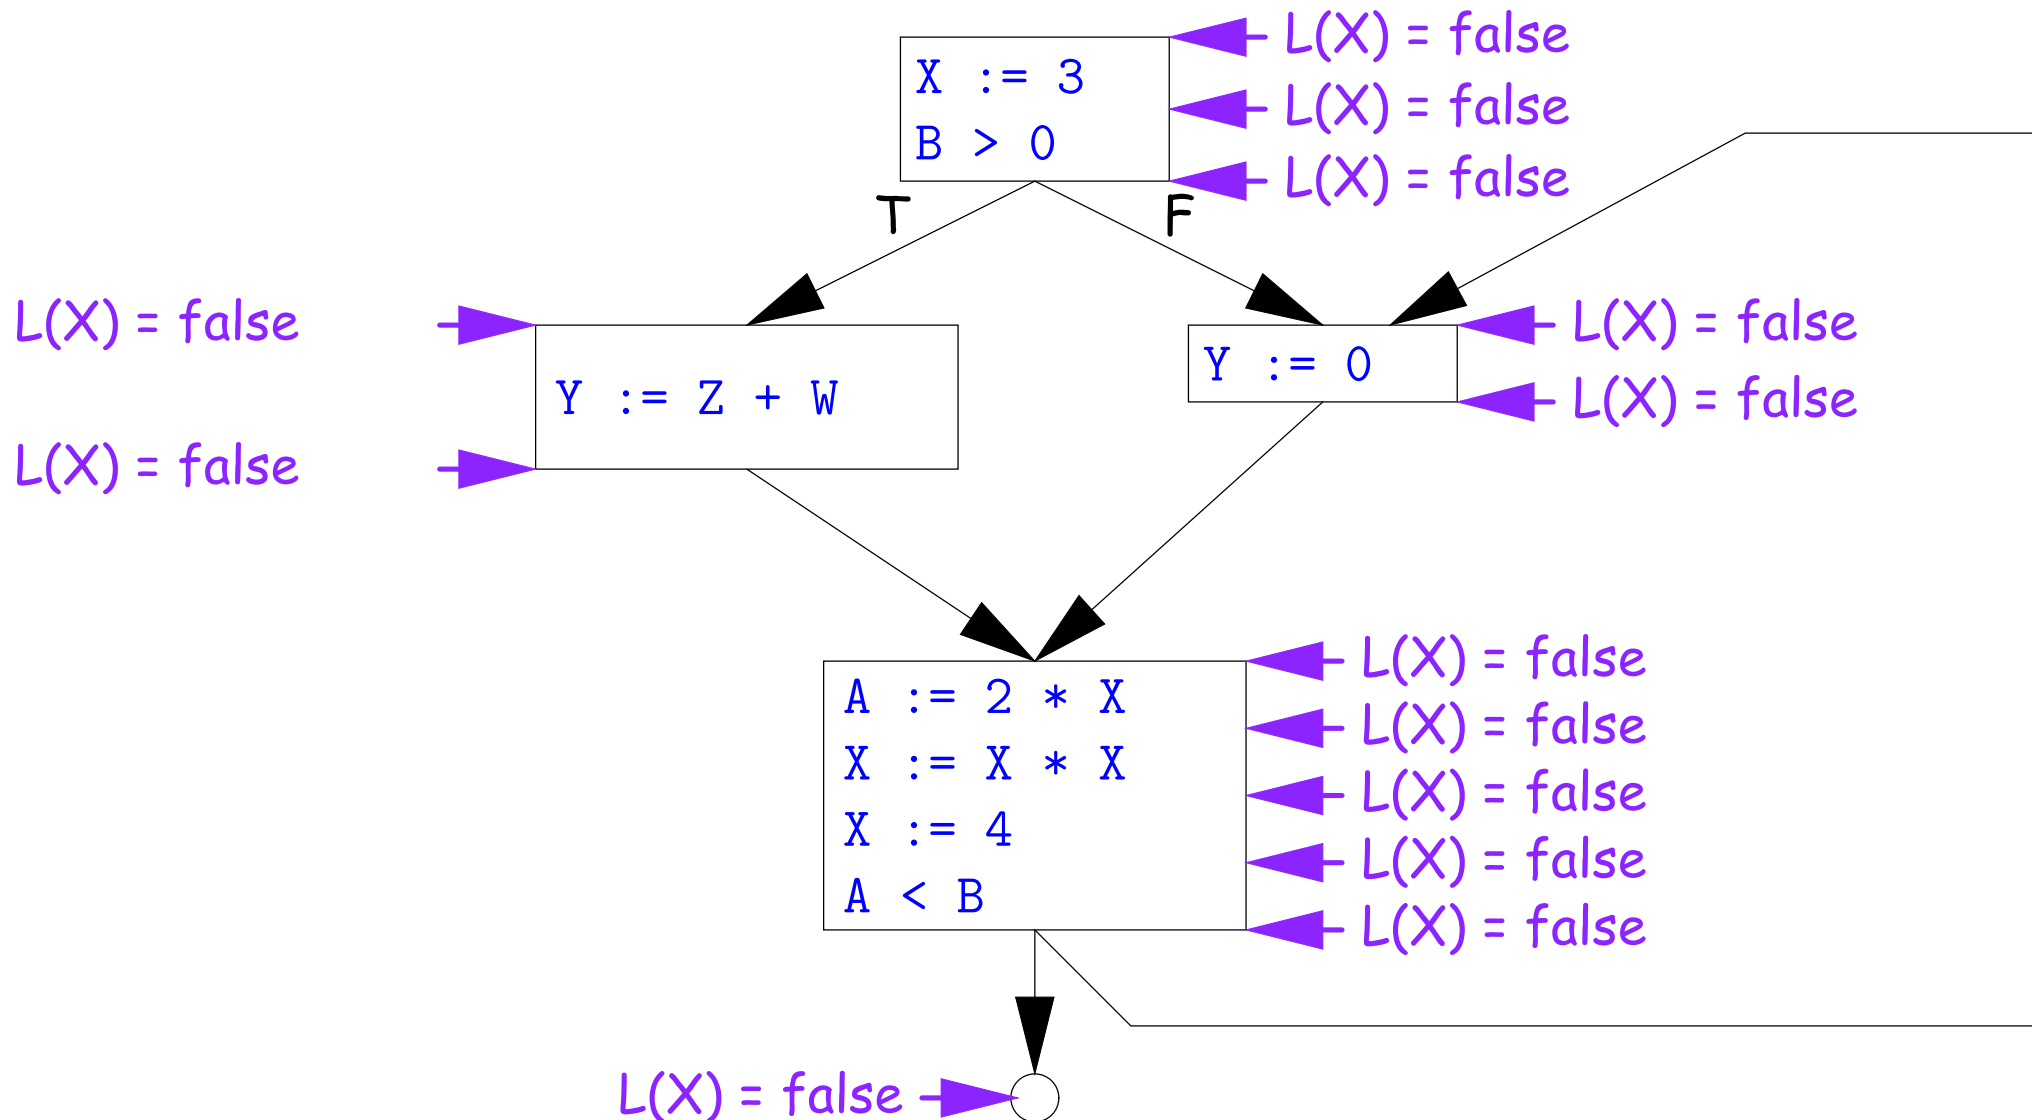 L(X) = false
X := 3
L(X) = false
B > 0
L(X) = false
T
F
L(X) = false
L(X) = false
Y := 0
Y := Z + W
L(X) = false
L(X) = false
L(X) = false
A := 2 * X
L(X) = false
X := X * X
L(X) = false
X := 4
L(X) = false
A < B
L(X) = false
L(X) = false